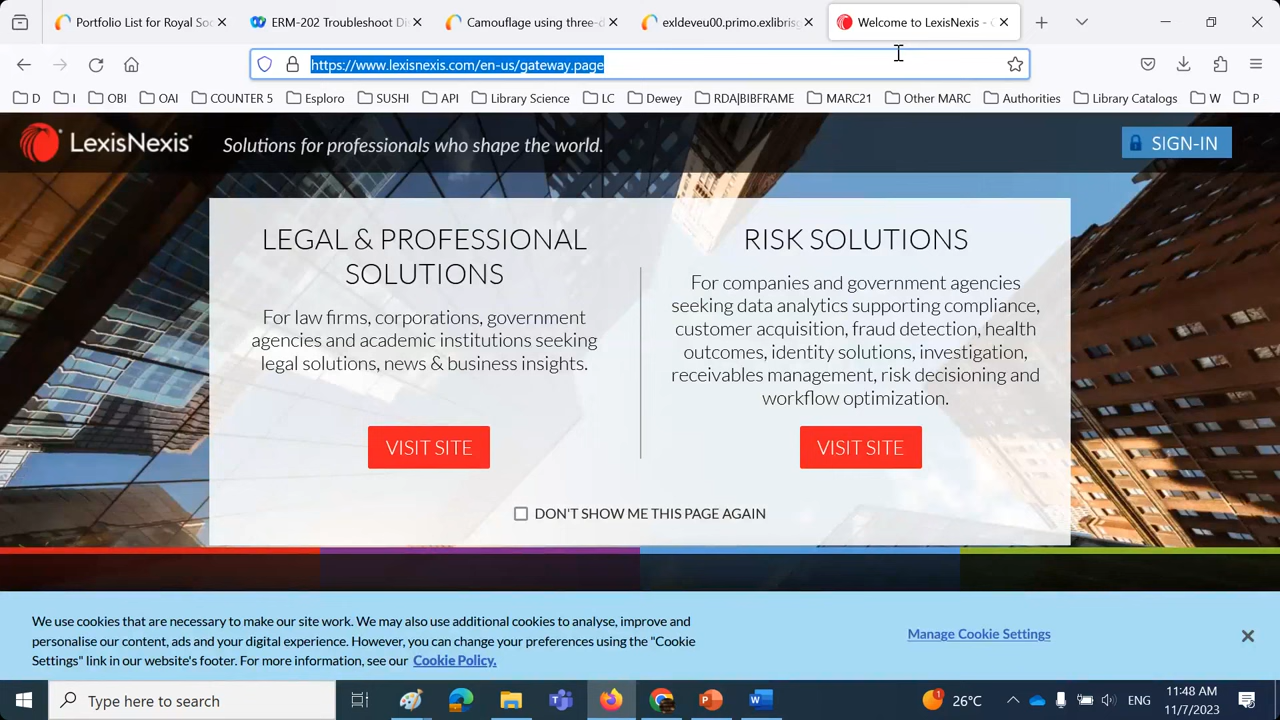 Portfolio List for Royal Soc
ERM-202 Troubleshoot Di
Camouflage using three-d
exldeveu00.primo.exlibrisg
Welcome to LexisNexis -
https://www.lexisnexis.com/en-us/gateway.page
D I OBI OAI COUNTER 5 Esploro SUSHI API Library Science LC Dewey RDA|BIBFRAME MARC21 Other MARC Authorities Library Catalogs W P
LexisNexis®
Solutions for professionals who shape the world.
SIGN-IN
LEGAL & PROFESSIONAL
SOLUTIONS
For law firms, corporations, government
agencies and academic institutions seeking
legal solutions, news & business insights.
VISIT SITE
RISK SOLUTIONS
For companies and government agencies
seeking data analytics supporting compliance,
customer acquisition, fraud detection, health
outcomes, identity solutions, investigation,
receivables management, risk decisioning and
workflow optimization.
VISIT SITE
DON'T SHOW ME THIS PAGE AGAIN
We use cookies that are necessary to make our site work. We may also use additional cookies to analyse, improve and
personalise our content, ads and your digital experience. However, you can change your preferences using the "Cookie
Settings" link in our website's footer. For more information, see our Cookie Policy.
Manage Cookie Settings
Type here to search
1
26°C
ENG
11:48 AM
11/7/2023